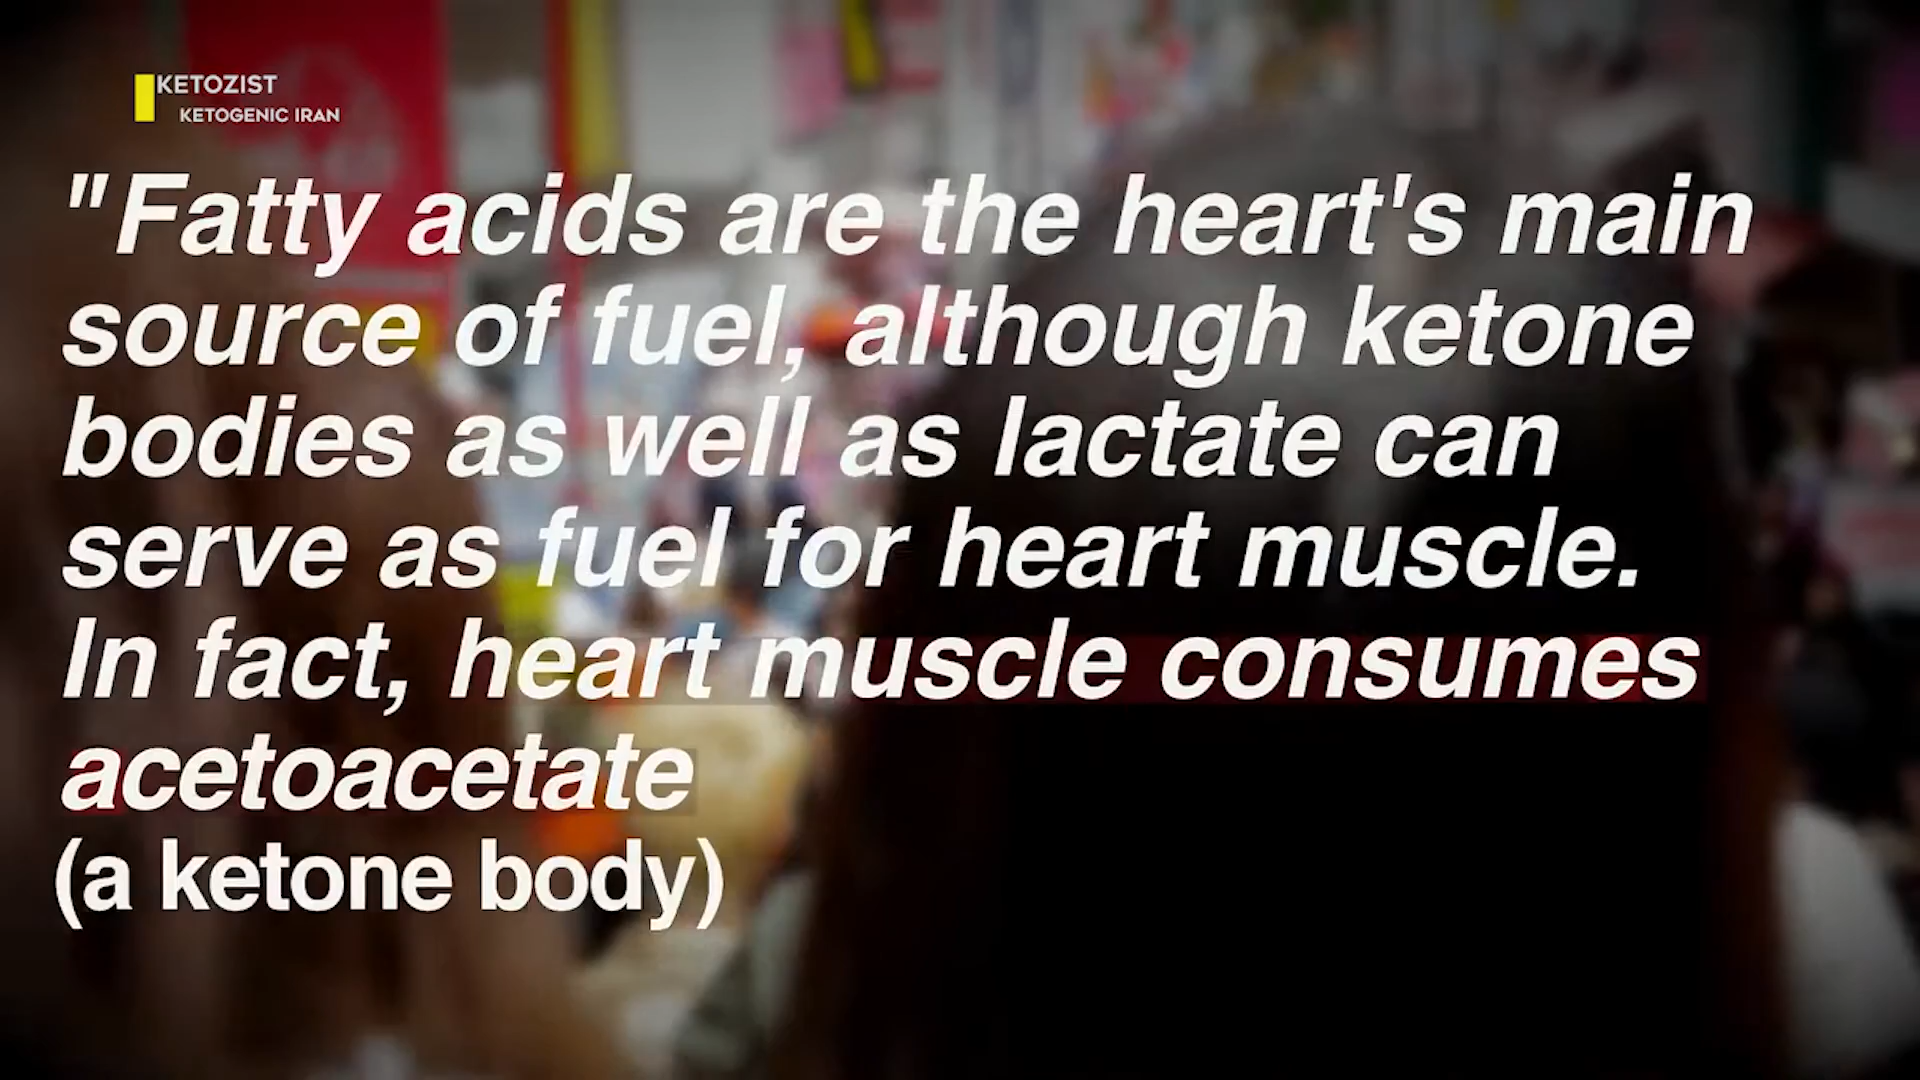 KETOZIST
KETOGENIC IRAN
"Fatty acids are the heart's main
source of fuel, although ketone
bodies as well as lactate can
serve as fuel for heart muscle.
In fact, heart muscle consumes
acetoacetate
(a ketone body)